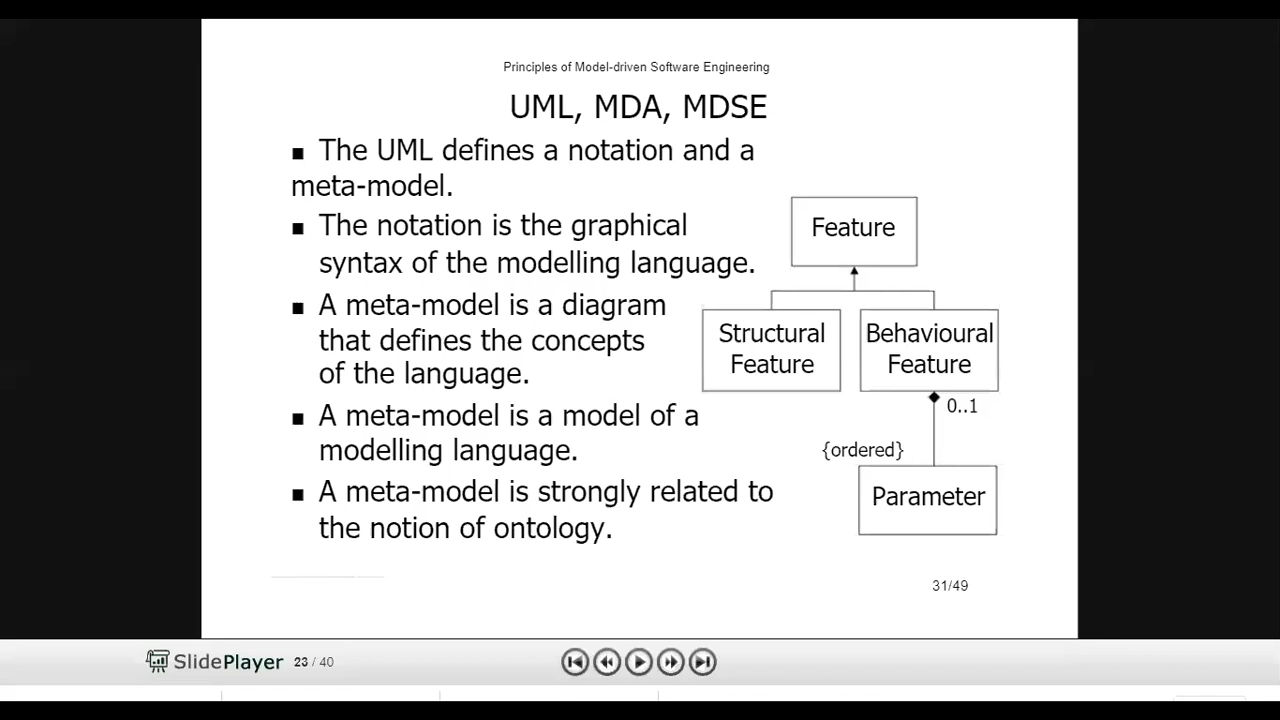 Principles of Model-driven Software Engineering
UML, MDA, MDSE
■ The UML defines a notation and a
meta-model.
■ The notation is the graphical
syntax of the modelling language.
■ A meta-model is a diagram
that defines the concepts
of the language.
■ A meta-model is a model of a
modelling language.
■ A meta-model is strongly related to
the notion of ontology.
Feature
Structural
Feature
Behavioural
Feature
0..1
{ordered}
Parameter
31/49
SlidePlayer 23 / 40